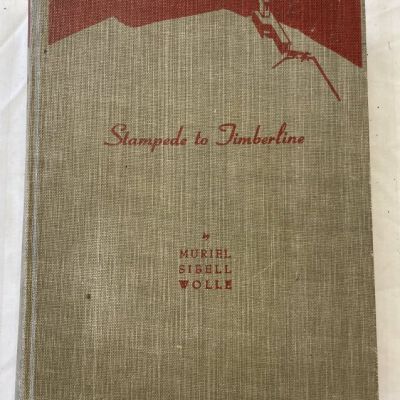 Stampede to Timberline
by
MURIEL
SIBELL
WOLLE